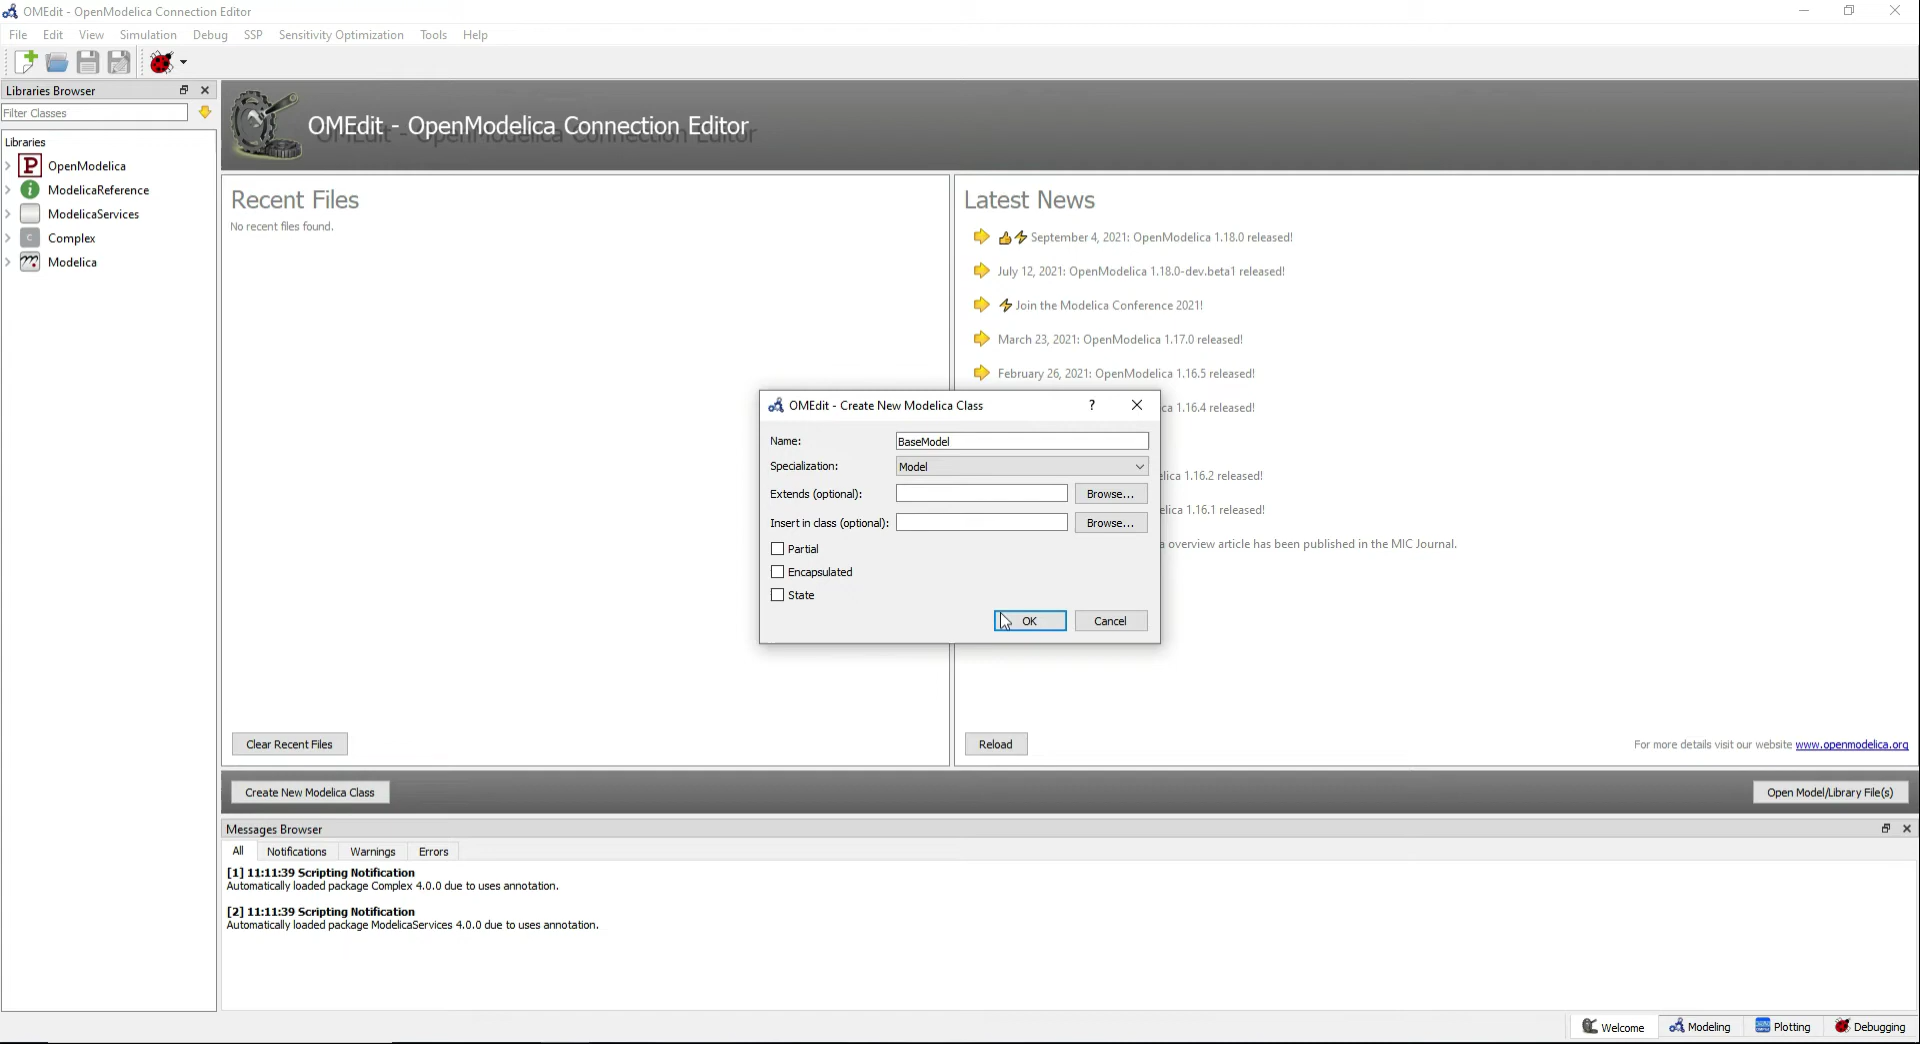 OMEdit - OpenModelica Connection Editor
File Edit View Simulation Debug SSP Sensitivity Optimization Tools Help
Libraries Browser
Filter Classes
Libraries
P OpenModelica
i ModelicaReference
ModelicaServices
C Complex
Modelica
OMEdit - OpenModelica Connection Editor
Recent Files
No recent files found.
Clear Recent Files
Latest News
September 4, 2021: OpenModelica 1.18.0 released!
July 12, 2021: OpenModelica 1.18.0-dev.beta1 released!
Join the Modelica Conference 2021!
March 23, 2021: OpenModelica 1.17.0 released!
February 26, 2021: OpenModelica 1.16.5 released!
ca 1.16.4 released!
lica 1.16.2 released!
elica 1.16.1 released!
a overview article has been published in the MIC Journal.
Reload
For more details visit our website www.openmodelica.org
OMEdit - Create New Modelica Class ?
Name: BaseModel
Specialization: Model
Extends (optional): Browse...
Insert in class (optional): Browse...
Partial
Encapsulated
State
OK Cancel
Create New Modelica Class
Open Model/Library File(s)
Messages Browser
All Notifications Warnings Errors
[1] 11:11:39 Scripting Notification
Automatically loaded package Complex 4.0.0 due to uses annotation.
[2] 11:11:39 Scripting Notification
Automatically loaded package ModelicaServices 4.0.0 due to uses annotation.
Welcome Modeling Plotting Debugging